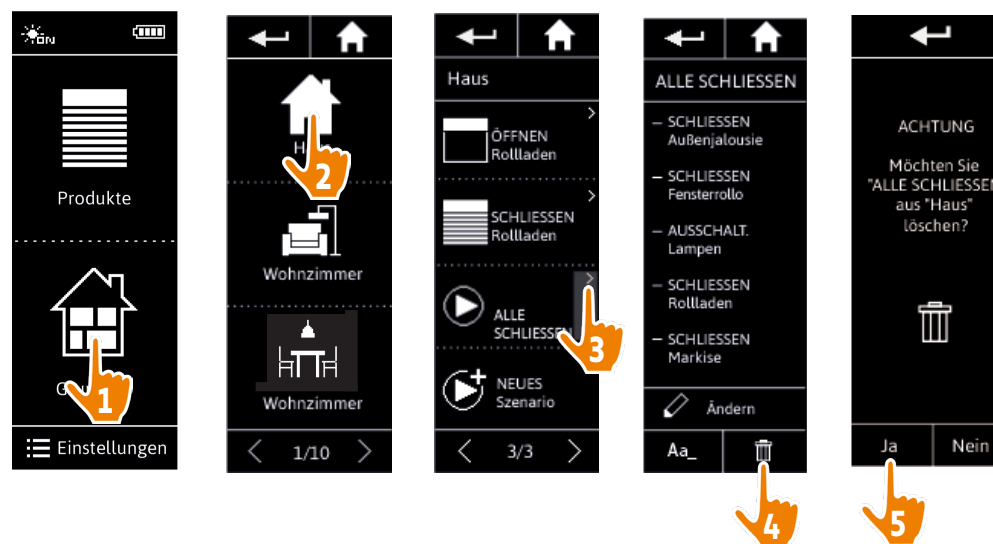 ON
Produkte
1
Einstellungen
2
Wohnzimmer
Wohnzimmer
1/10
Haus
ÖFFNEN
Rollladen
SCHLIESSEN
Rollladen
ALLE
SCHLIESSEN
3
NEUES
Szenario
3/3
ALLE SCHLIESSEN
– SCHLIESSEN
Außenjalousie
– SCHLIESSEN
Fensterrollo
– AUSSCHALT.
Lampen
– SCHLIESSEN
Rollladen
– SCHLIESSEN
Markise
Ändern
Aa_
4
ACHTUNG
Möchten Sie
"ALLE SCHLIESSEN
aus "Haus"
löschen?
Ja
Nein
5